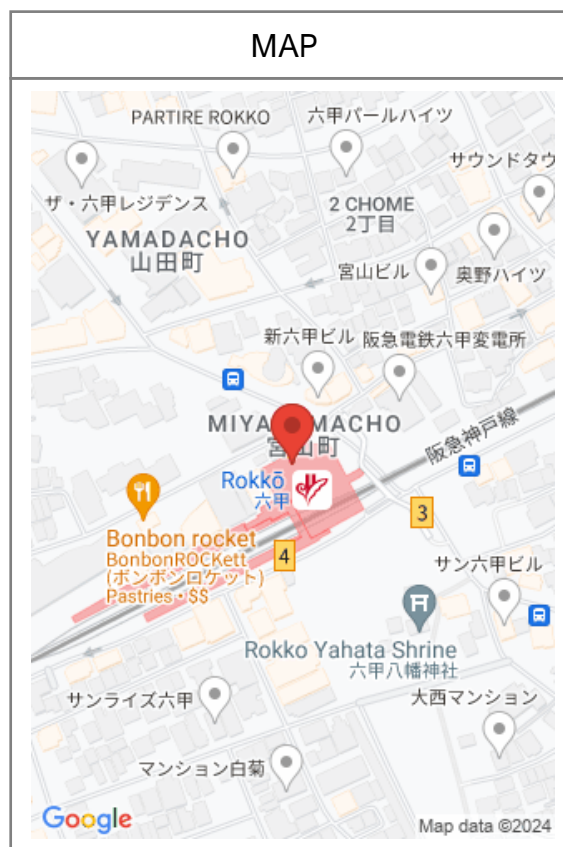 MAP
PARTIRE ROKKO
六甲パールハイツ
サウンドタウ
ザ・六甲レジデンス
2 CHOME
2丁目
YAMADACHO
山田町
宮山ビル
奥野ハイツ
新六甲ビル
阪急電鉄六甲変電所
MIYA MACHO
宮山町
阪急神戸線
Rokkō
六甲
3
Bonbon rocket
BonbonROCKett
(ボンボンロケット)
Pastries・$$
4
サン六甲ビル
Rokko Yahata Shrine
六甲八幡神社
サンライズ六甲
大西マンション
マンション白菊
Google
Map data ©2024